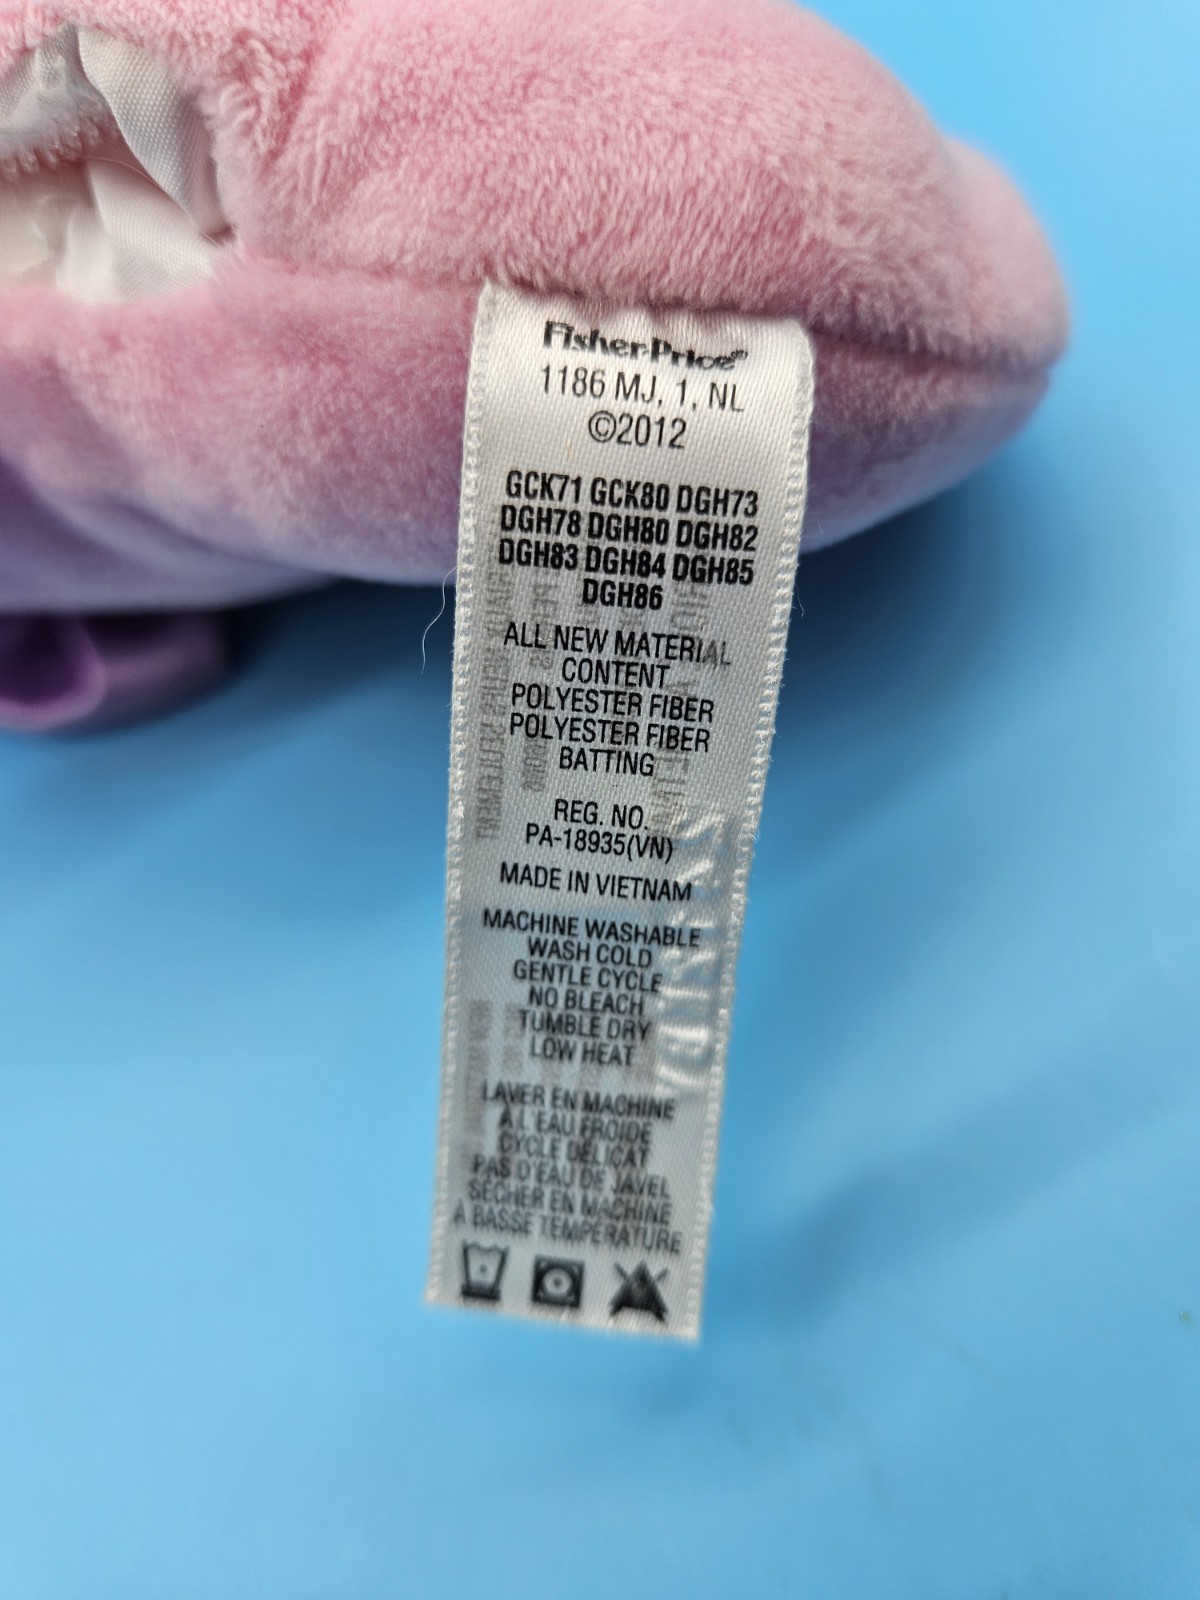 Fisher-Price®
1186 MJ, 1, NL
©2012
GCK71 GCK80 DGH73
DGH78 DGH80 DGH82
DGH83 DGH84 DGH85
DGH86
ALL NEW MATERIAL
CONTENT
POLYESTER FIBER
POLYESTER FIBER
BATTING
REG. NO.
PA-18935(VN)
MADE IN VIETNAM
MACHINE WASHABLE
WASH COLD
GENTLE CYCLE
NO BLEACH
TUMBLE DRY
LOW HEAT
LAVER EN MACHINE
À L'EAU FROIDE
CYCLE DÉLICAT
PAS D'EAU DE JAVEL
SÉCHER EN MACHINE
À BASSE TEMPÉRATURE